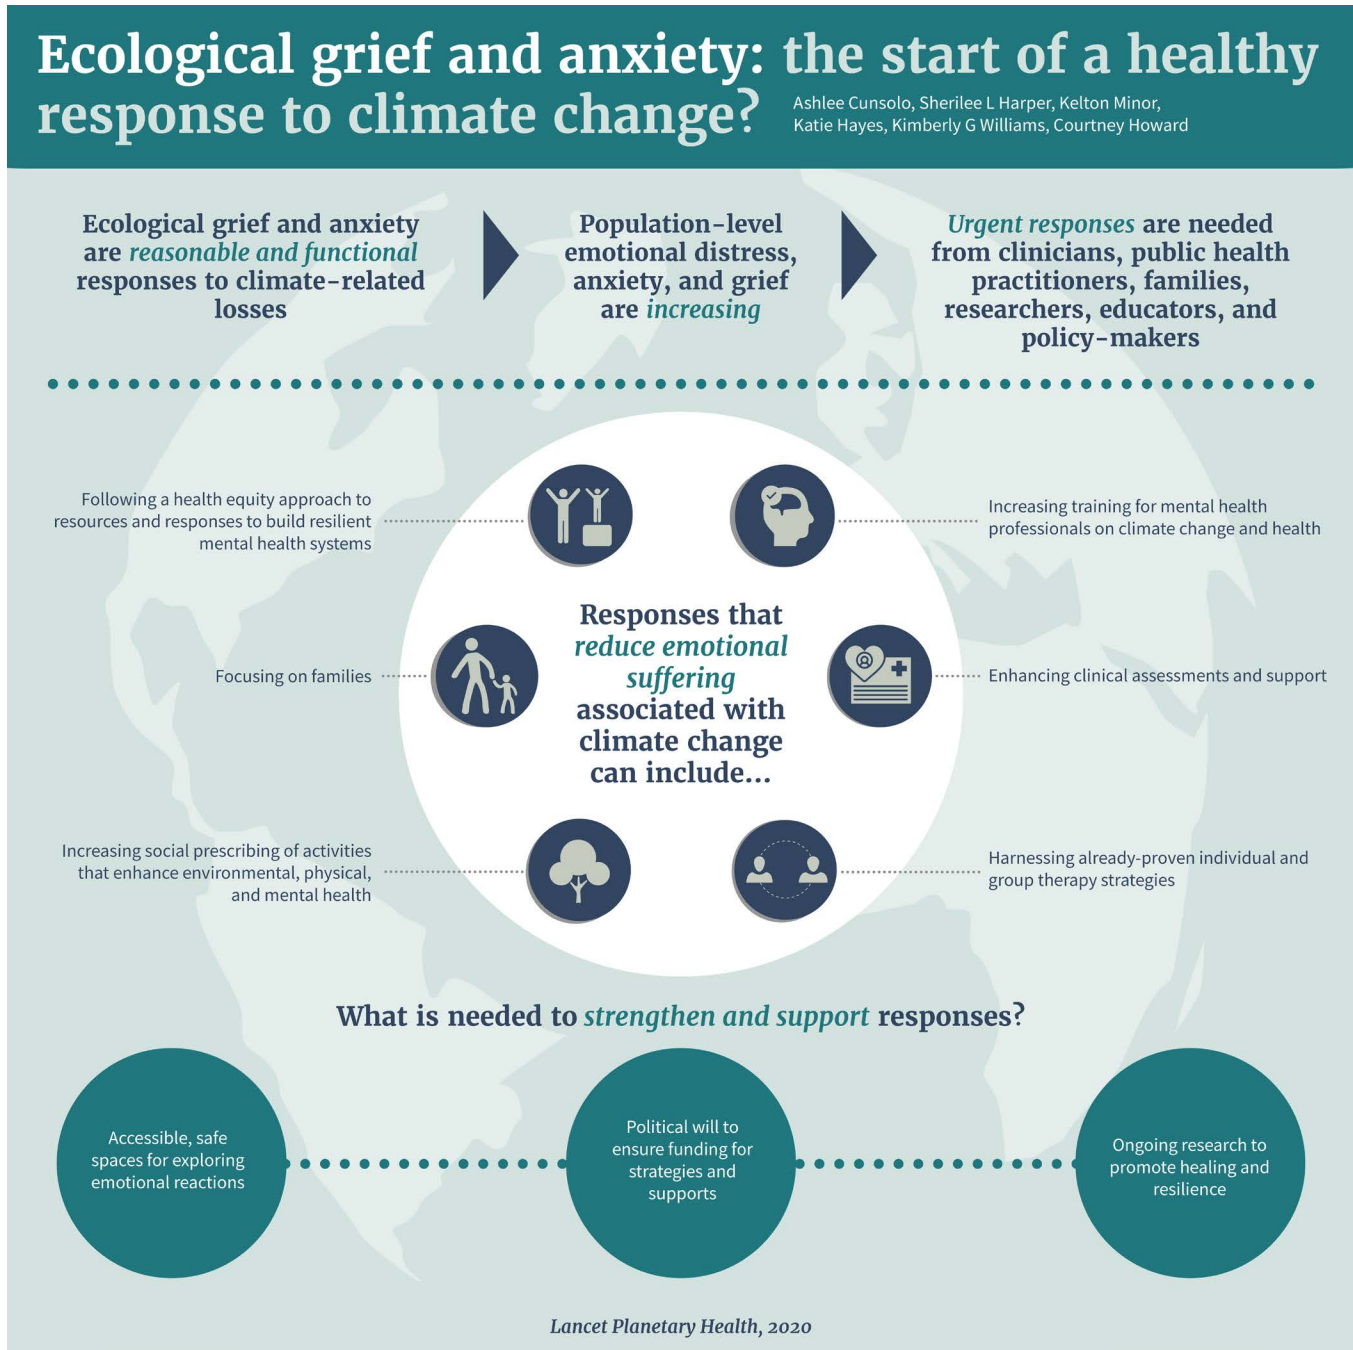 Ecological grief and anxiety: the start of a healthy
response to climate change?
Ashlee Cunsolo, Sherilee L Harper, Kelton Minor,
Katie Hayes, Kimberly G Williams, Courtney Howard
Ecological grief and anxiety
are reasonable and functional
responses to climate-related
losses
Population-level
emotional distress,
anxiety, and grief
are increasing
Urgent responses are needed
from clinicians, public health
practitioners, families,
researchers, educators, and
policy-makers
Following a health equity approach to
resources and responses to build resilient
mental health systems
Increasing training for mental health
professionals on climate change and health
Responses that
reduce emotional
suffering
associated with
climate change
can include...
Focusing on families
Enhancing clinical assessments and support
Increasing social prescribing of activities
that enhance environmental, physical,
and mental health
Harnessing already-proven individual and
group therapy strategies
What is needed to strengthen and support responses?
Accessible, safe
spaces for exploring
emotional reactions
Political will to
ensure funding for
strategies and
supports
Ongoing research to
promote healing and
resilience
Lancet Planetary Health, 2020